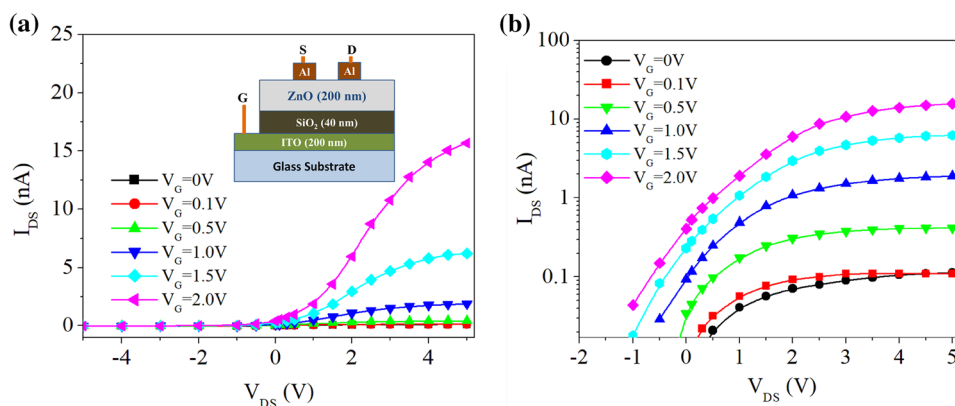 (a)
25
20
15
10
5
0
I_DS (nA)
-4 -2 0 2 4
V_DS (V)
S D
Al Al
ZnO (200 nm)
G
SiO₂ (40 nm)
ITO (200 nm)
Glass Substrate
V_G=0V
V_G=0.1V
V_G=0.5V
V_G=1.0V
V_G=1.5V
V_G=2.0V
(b)
100
10
1
0.1
I_DS (nA)
-2 -1 0 1 2 3 4 5
V_DS (V)
V_G=0V
V_G=0.1V
V_G=0.5V
V_G=1.0V
V_G=1.5V
V_G=2.0V